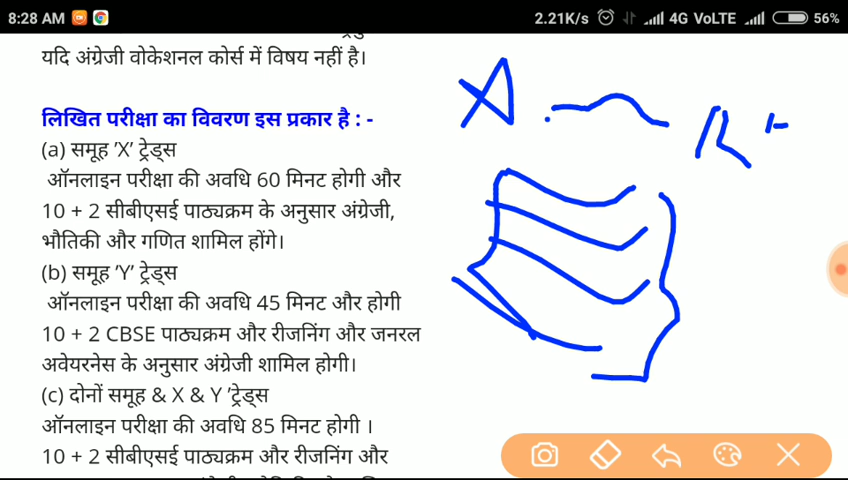 8:28 AM 2.21K/s 4G VoLTE 56%
यदि अंग्रेजी वोकेशनल कोर्स में विषय नहीं है।
लिखित परीक्षा का विवरण इस प्रकार है : -
(a) समूह 'X' ट्रेड्स
ऑनलाइन परीक्षा की अवधि 60 मिनट होगी और
10 + 2 सीबीएसई पाठ्यक्रम के अनुसार अंग्रेजी,
भौतिकी और गणित शामिल होंगे।
(b) समूह 'Y' ट्रेड्स
ऑनलाइन परीक्षा की अवधि 45 मिनट और होगी
10 + 2 CBSE पाठ्यक्रम और रीजनिंग और जनरल
अवेयरनेस के अनुसार अंग्रेजी शामिल होगी।
(c) दोनों समूह & X & Y 'ट्रेड्स
ऑनलाइन परीक्षा की अवधि 85 मिनट होगी ।
10 + 2 सीबीएसई पाठ्यक्रम और रीजनिंग और